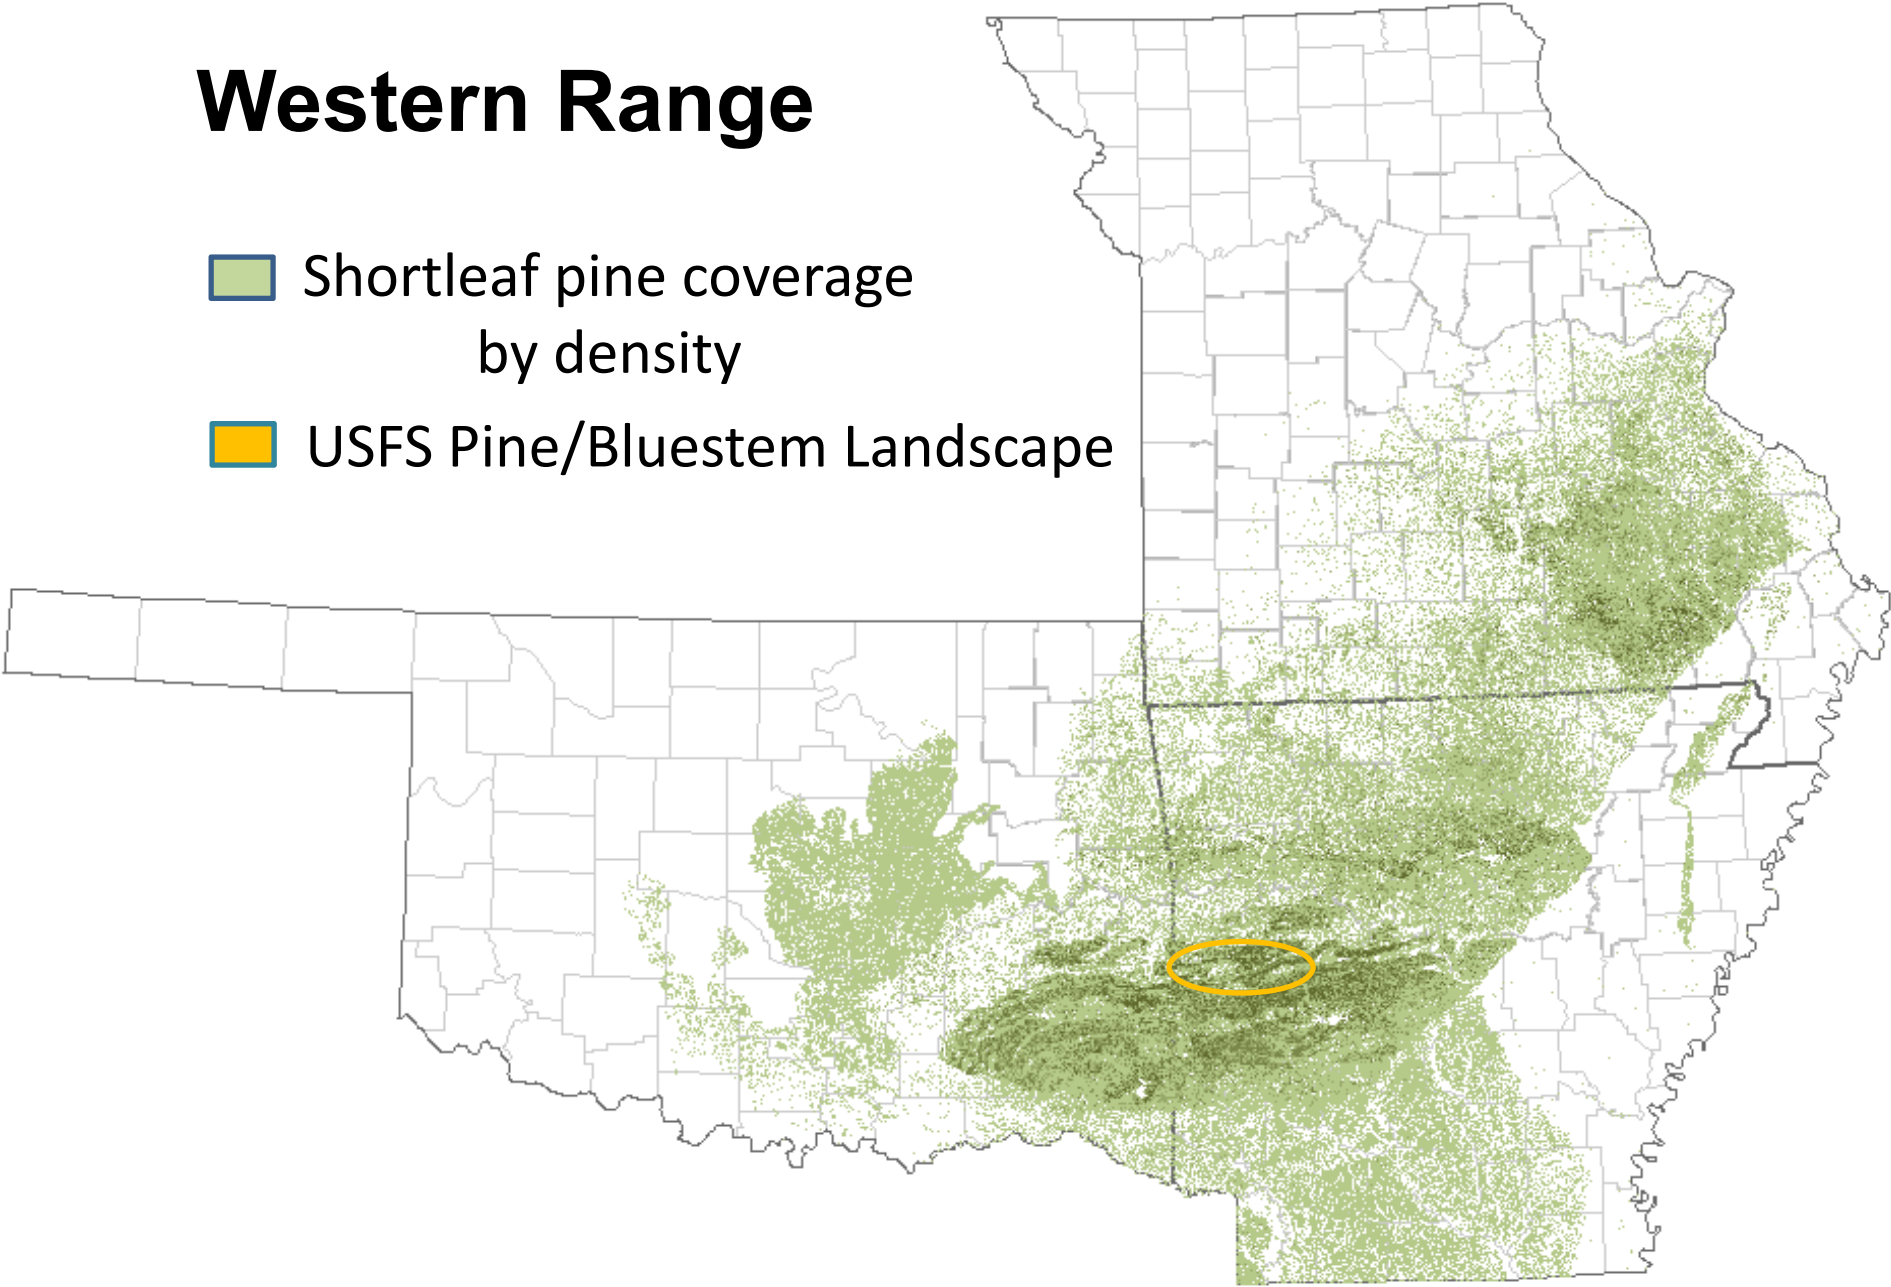 Western Range
Shortleaf pine coverage
by density
USFS Pine/Bluestem Landscape